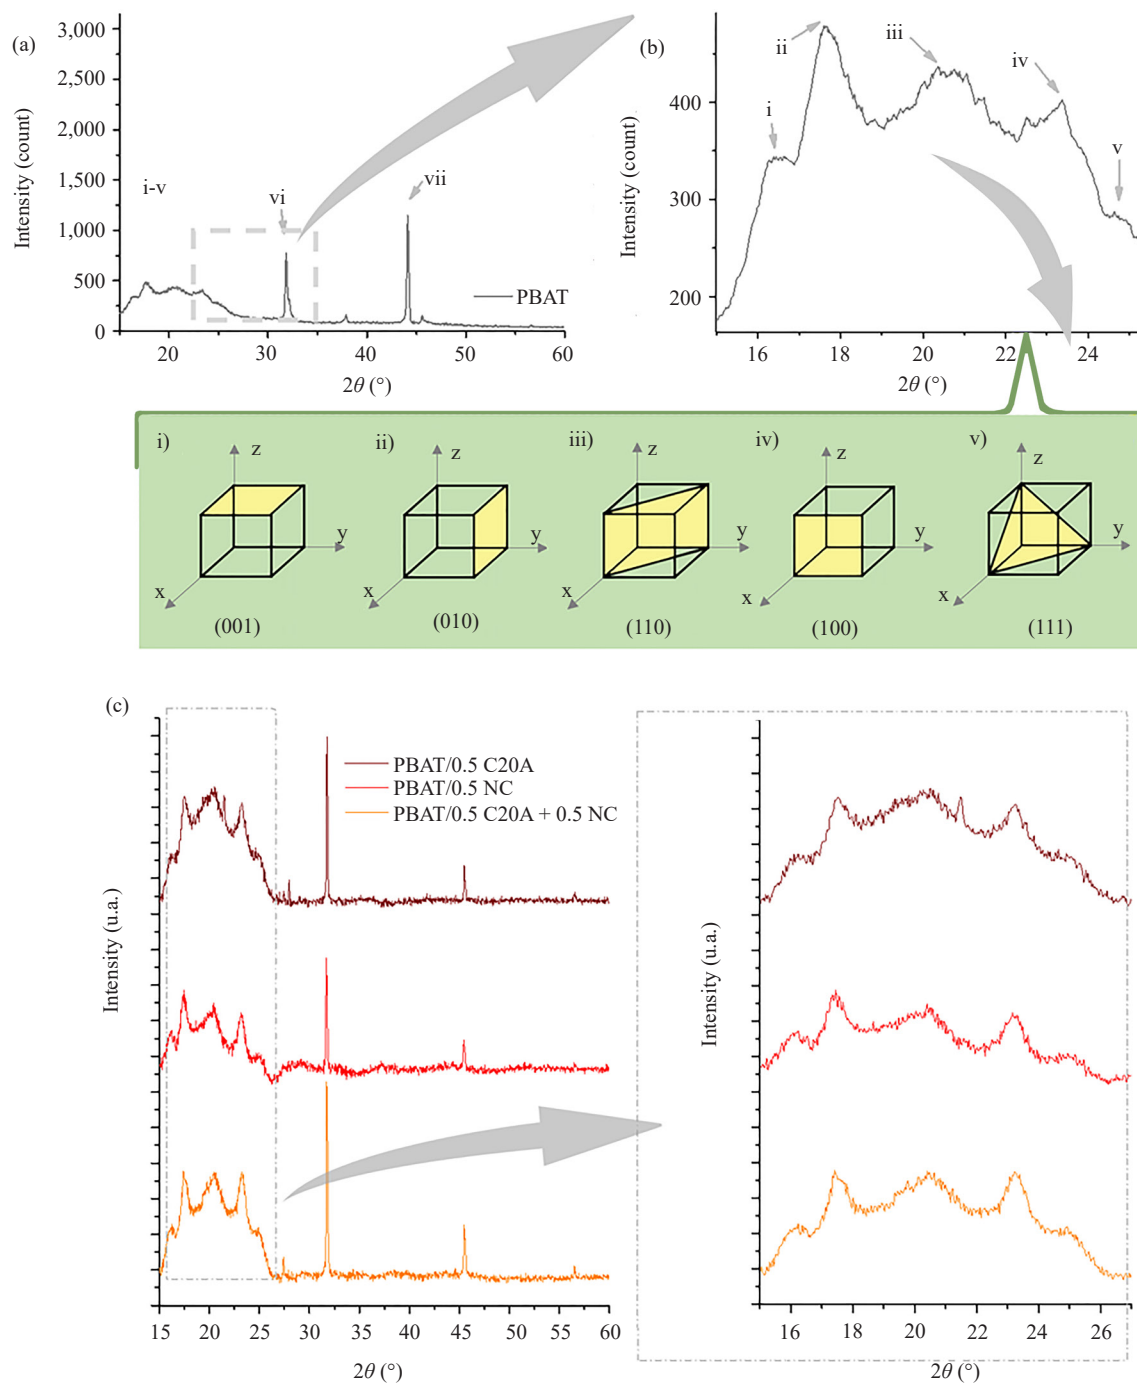 (a)
3,000
2,500
2,000
1,500
1,000
500
0
Intensity (count)
i-v
vi
vii
PBAT
20
30
40
50
60
2θ (°)
(b)
400
300
200
Intensity (count)
i
ii
iii
iv
v
16
18
20
22
24
2θ (°)
i)
z
y
x
(001)
ii)
z
y
x
(010)
iii)
z
y
x
(110)
iv)
z
y
x
(100)
v)
z
y
x
(111)
(c)
PBAT/0.5 C20A
PBAT/0.5 NC
PBAT/0.5 C20A + 0.5 NC
Intensity (u.a.)
15
20
25
30
35
40
45
50
55
60
2θ (°)
Intensity (u.a.)
16
18
20
22
24
26
2θ (°)